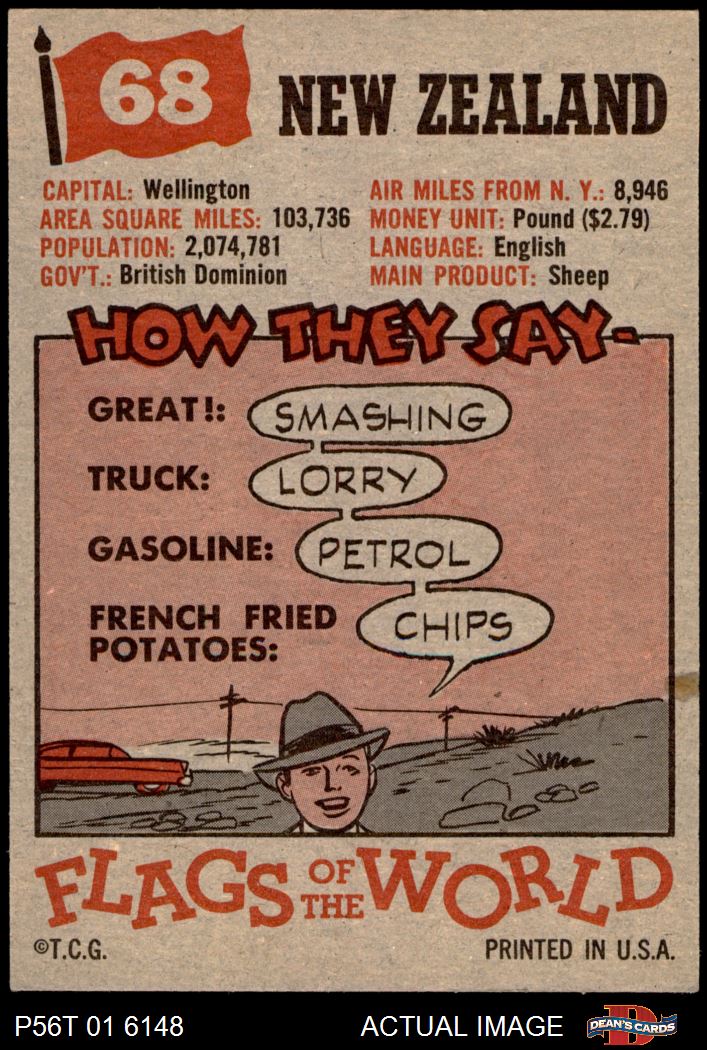 68
NEW ZEALAND
CAPITAL: Wellington
AREA SQUARE MILES: 103,736
POPULATION: 2,074,781
GOV'T.: British Dominion
AIR MILES FROM N. Y.: 8,946
MONEY UNIT: Pound ($2.79)
LANGUAGE: English
MAIN PRODUCT: Sheep
HOW THEY SAY-
GREAT!: SMASHING
TRUCK: LORRY
GASOLINE: PETROL
FRENCH FRIED
POTATOES: CHIPS
FLAGS OF THE WORLD
©T.C.G.
PRINTED IN U.S.A.
P56T 01 6148
ACTUAL IMAGE
D
DEAN'S CARDS